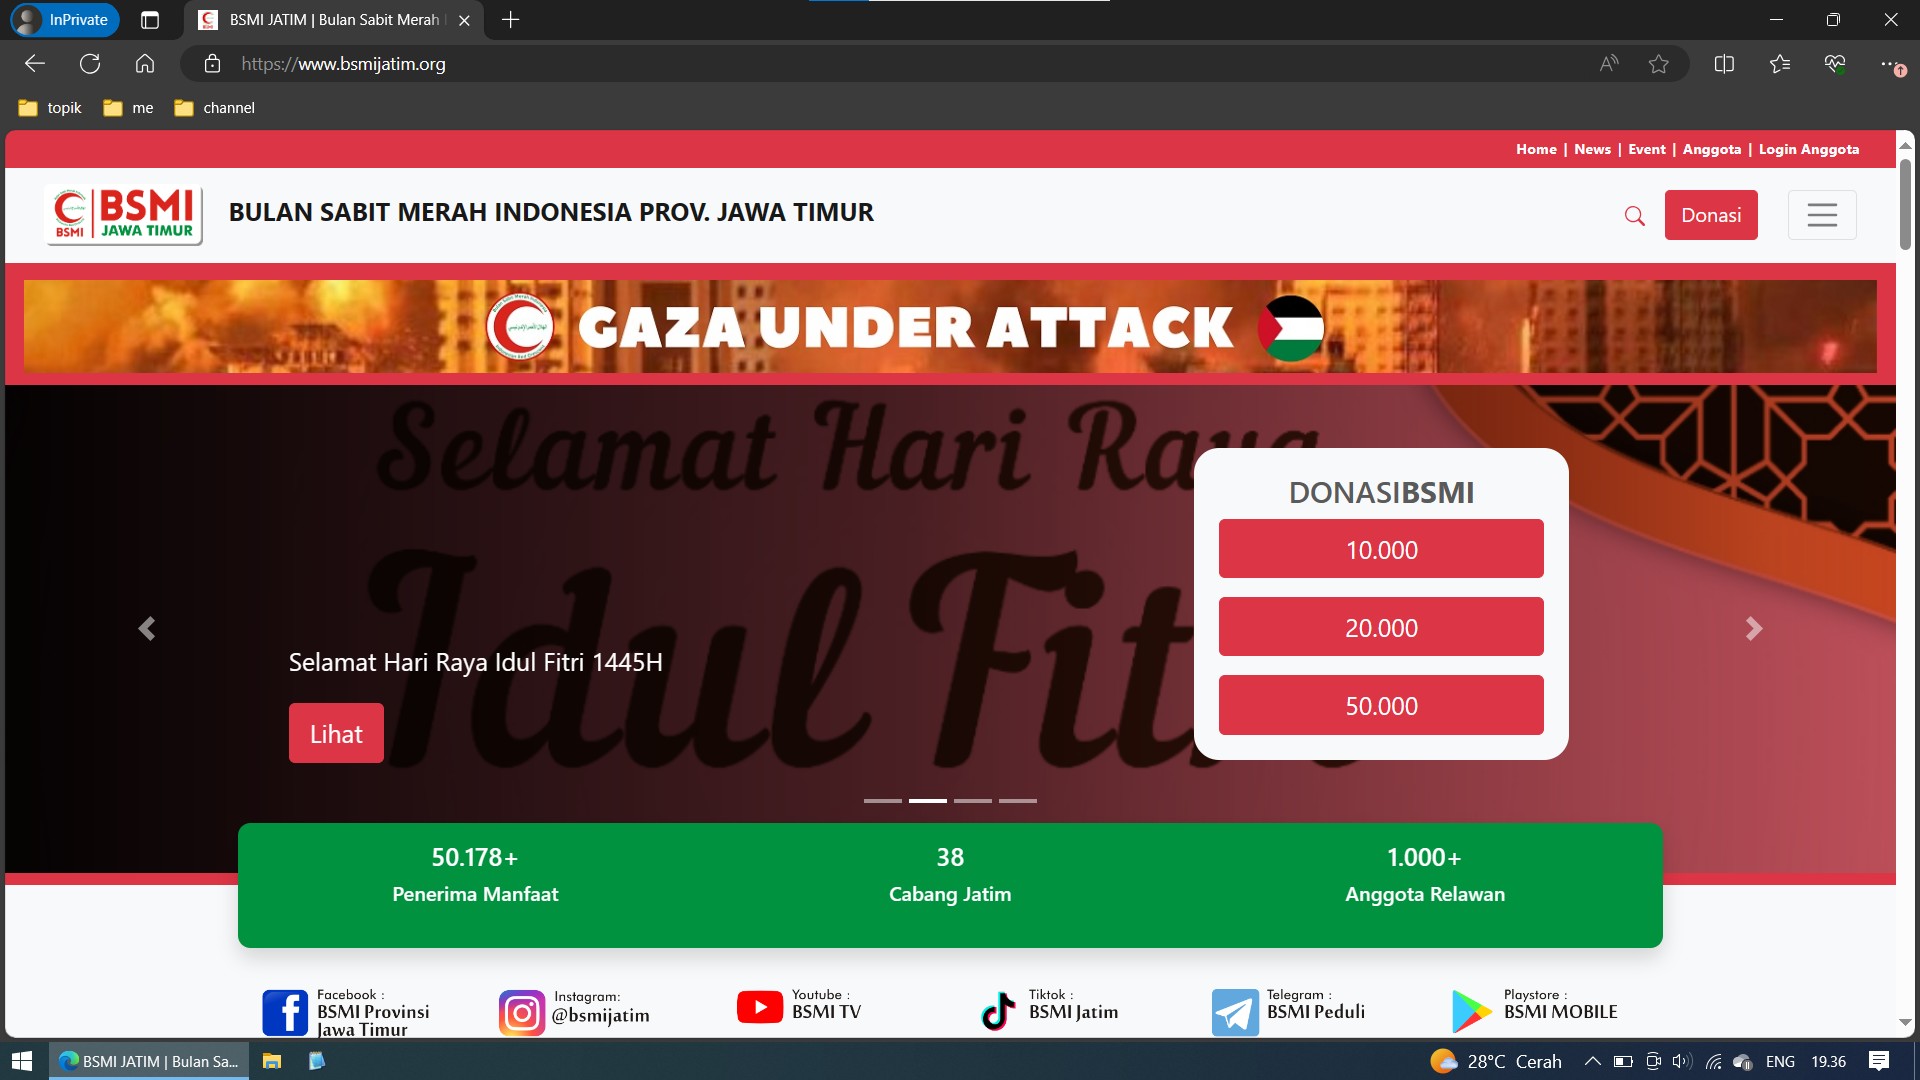 InPrivate
BSMI JATIM | Bulan Sabit Merah
https://www.bsmijatim.org
topik me channel
Home | News | Event | Anggota | Login Anggota
BSMI
BSMI
JAWA TIMUR
BULAN SABIT MERAH INDONESIA PROV. JAWA TIMUR
Donasi
GAZA UNDER ATTACK
Selamat Hari Raya
Idul Fit
DONASIBSMI
10.000
20.000
50.000
Selamat Hari Raya Idul Fitri 1445H
Lihat
50.178+
Penerima Manfaat
38
Cabang Jatim
1.000+
Anggota Relawan
Facebook :
BSMI Provinsi
Jawa Timur
Instagram:
@bsmijatim
Youtube :
BSMI TV
Tiktok :
BSMI Jatim
Telegram :
BSMI Peduli
Playstore :
BSMI MOBILE
BSMI JATIM | Bulan Sa...
28°C Cerah
ENG
19.36